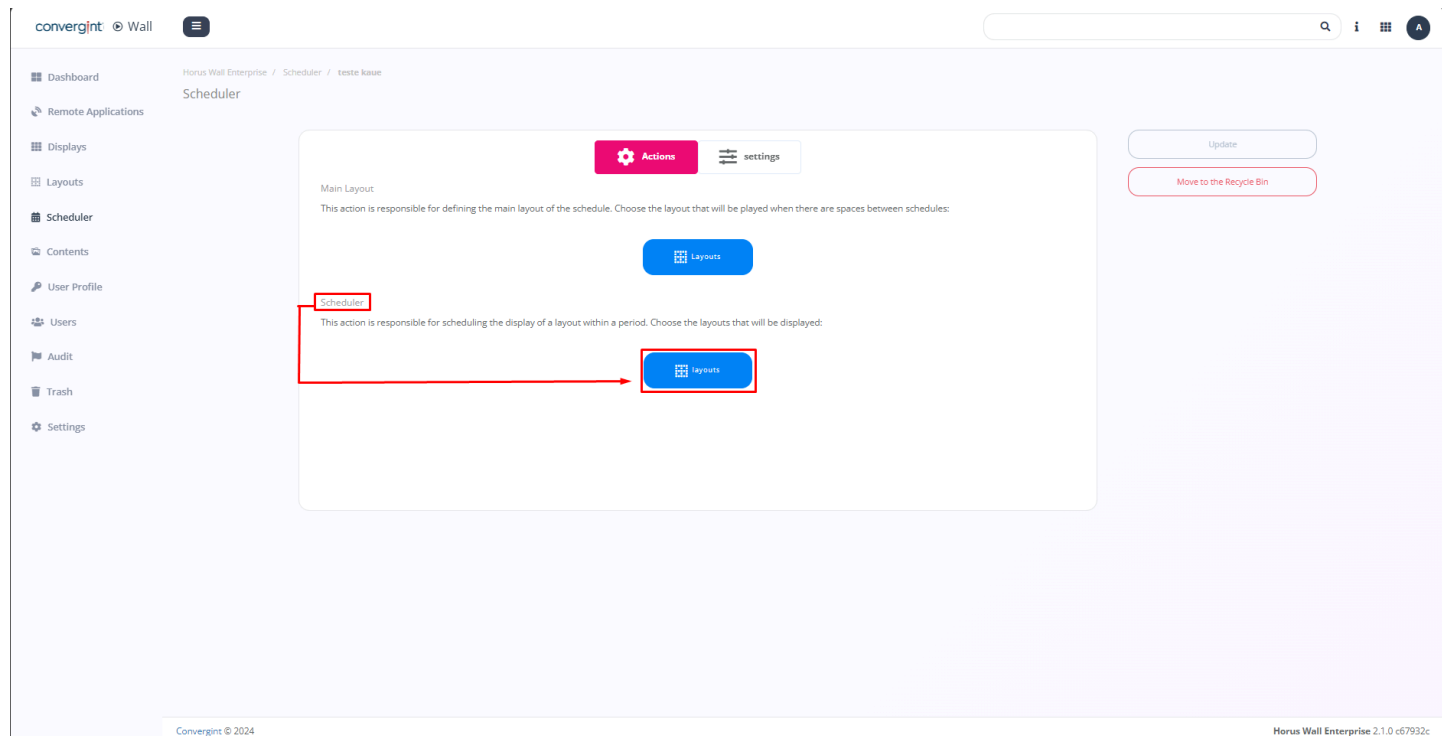 convergint Wall
A
Dashboard
Remote Applications
Displays
Layouts
Scheduler
Contents
User Profile
Users
Audit
Trash
Settings
Horus Wall Enterprise / Scheduler / teste kaue
Scheduler
Actions
settings
Main Layout
This action is responsible for defining the main layout of the schedule. Choose the layout that will be played when there are spaces between schedules:
Layouts
Scheduler
This action is responsible for scheduling the display of a layout within a period. Choose the layouts that will be displayed:
layouts
Update
Move to the Recycle Bin
Convergint © 2024
Horus Wall Enterprise 2.1.0 c67932c